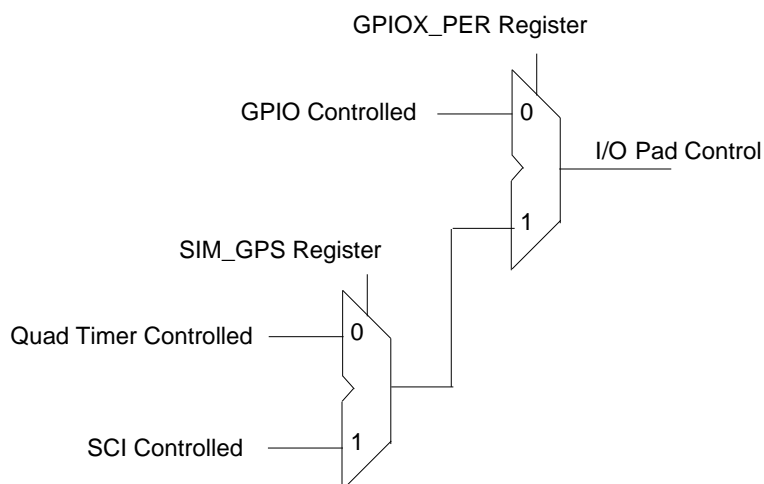 GPIOX_PER Register
GPIO Controlled
0
I/O Pad Control
1
SIM_GPS Register
Quad Timer Controlled
0
SCI Controlled
1